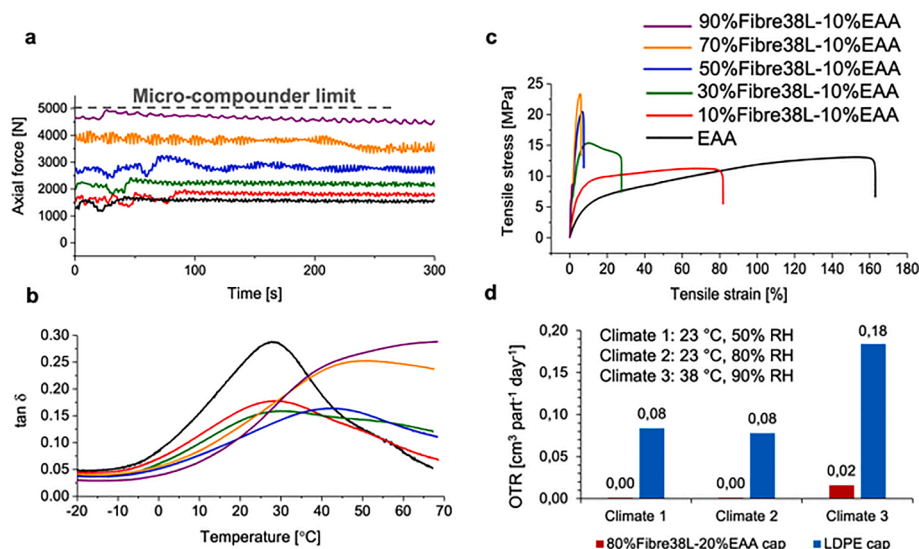 a
Micro-compounder limit
5000
4000
3000
2000
1000
0
Axial force [N]
0 100 200 300
Time [s]
c
90%Fibre38L-10%EAA
70%Fibre38L-10%EAA
50%Fibre38L-10%EAA
30%Fibre38L-10%EAA
10%Fibre38L-10%EAA
EAA
25
20
15
10
5
0
Tensile stress [MPa]
0 20 40 60 80 100 120 140 160 180
Tensile strain [%]
b
0.30
0.25
0.20
0.15
0.10
0.05
0.00
tan δ
-20 -10 0 10 20 30 40 50 60 70
Temperature [°C]
d
0,20
0,15
0,10
0,05
0,00
OTR [cm³ part⁻¹ day⁻¹]
Climate 1: 23 °C, 50% RH
Climate 2: 23 °C, 80% RH
Climate 3: 38 °C, 90% RH
0,00 0,08 0,00 0,08 0,02 0,18
Climate 1 Climate 2 Climate 3
80%Fibre38L-20%EAA cap LDPE cap